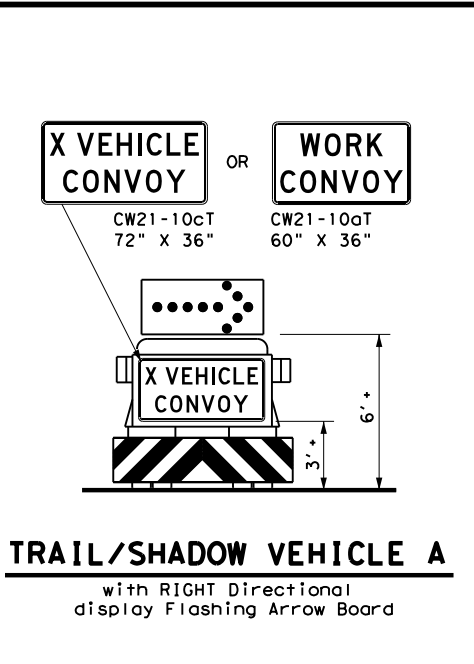 X VEHICLE
CONVOY
OR
WORK
CONVOY
CW21-10cT
72" X 36"
CW21-10aT
60" X 36"
X VEHICLE
CONVOY
6' +
3' +
TRAIL/SHADOW VEHICLE A
with RIGHT Directional
display Flashing Arrow Board